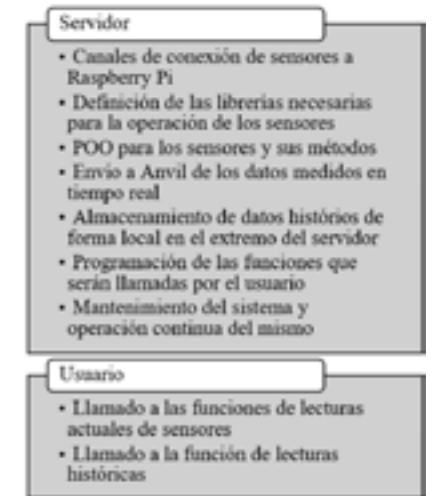 Servidor
• Canales de conexión de sensores a
Raspberry Pi
• Definición de las librerías necesarias
para la operación de los sensores
• POO para los sensores y sus métodos
• Envio a Anvil de los datos medidos en
tiempo real
• Almacenamiento de datos histórios de
forma local en el extremo del servidor
• Programación de las funciones que
serán llamadas por el usuario
• Mantenimiento del sistema y
operación continua del mismo
Usuario
• Llamado a las funciones de lecturas
actuales de sensores
• Llamado a la función de lecturas
históricas